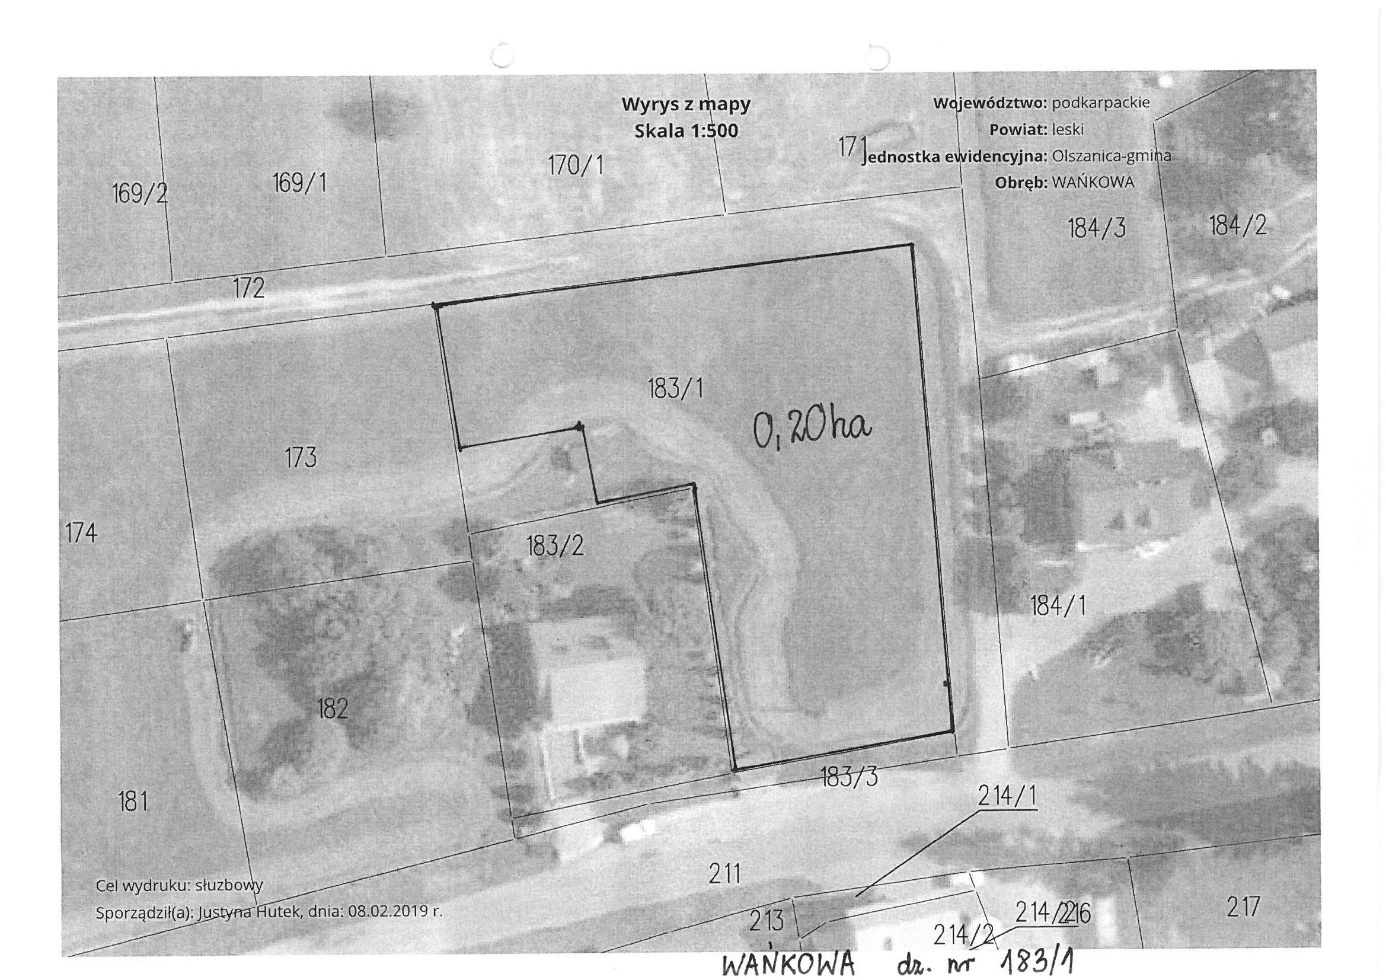 Wyrys z mapy
Skala 1:500
Województwo: podkarpackie
Powiat: leski
Jednostka ewidencyjna: Olszanica-gmina
Obręb: WAŃKOWA
169/2
169/1
170/1
171
184/3
184/2
172
183/1
0,20ha
173
174
183/2
184/1
182
181
183/3
214/1
211
Cel wydruku: służbowy
Sporządził(a): Justyna Hutek, dnia: 08.02.2019 r.
213
214/2
214/2
216
217
WAŃKOWA dz. nr 183/1